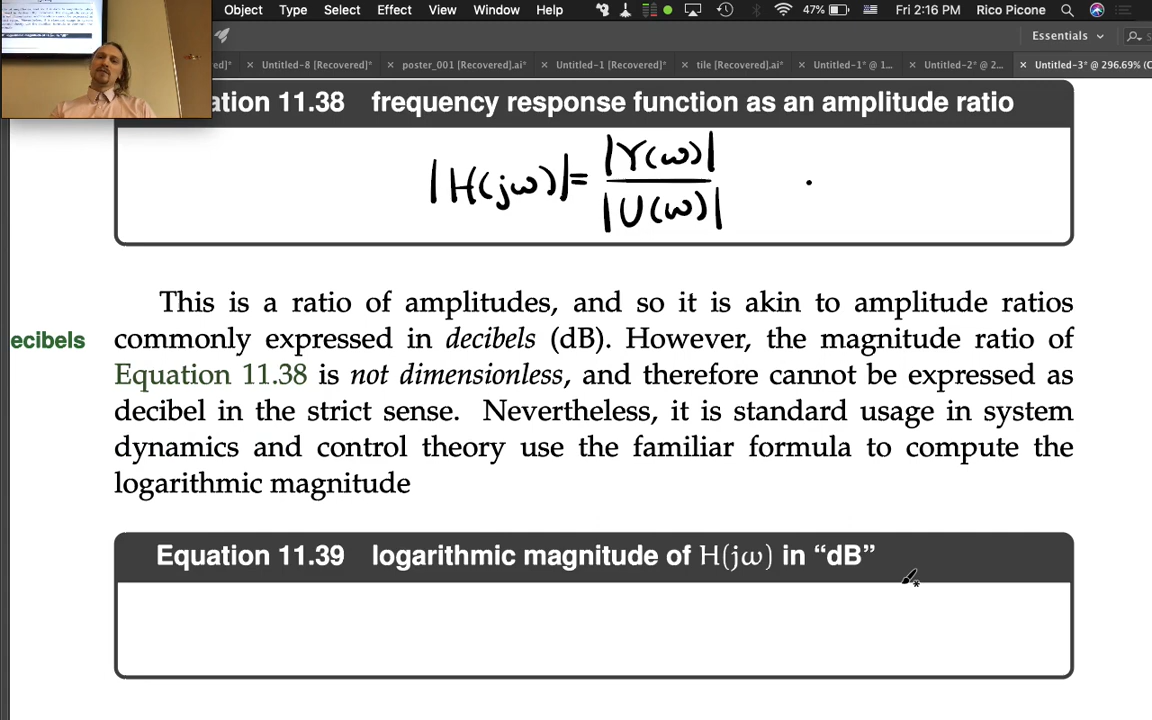 Object Type Select Effect View Window Help 47% Fri 2:16 PM Rico Picone
Essentials
ed]* × Untitled-8 [Recovered]* × poster_001 [Recovered].ai* × Untitled-1 [Recovered]* × tile [Recovered].ai* × Untitled-1* @ 1... × Untitled-2* @ 2... × Untitled-3* @ 296.69% (C
ation 11.38 frequency response function as an amplitude ratio
|H(jω)| = |Y(ω)| / |U(ω)|
This is a ratio of amplitudes, and so it is akin to amplitude ratios
ecibels commonly expressed in decibels (dB). However, the magnitude ratio of
Equation 11.38 is not dimensionless, and therefore cannot be expressed as
decibel in the strict sense. Nevertheless, it is standard usage in system
dynamics and control theory use the familiar formula to compute the
logarithmic magnitude
Equation 11.39 logarithmic magnitude of H(jω) in “dB”